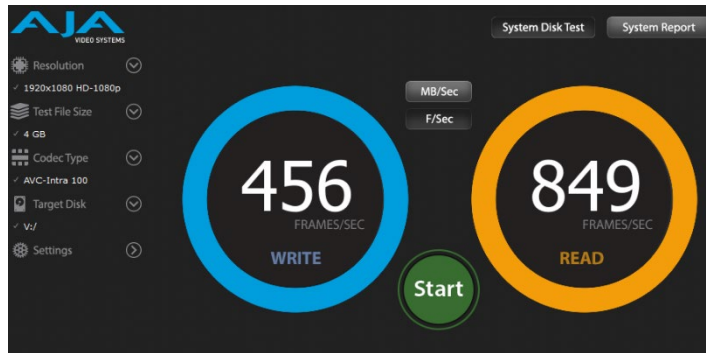 AJA
VIDEO SYSTEMS
System Disk Test
System Report
Resolution
✓ 1920x1080 HD-1080p
Test File Size
✓ 4 GB
Codec Type
✓ AVC-Intra 100
Target Disk
✓ V:/
Settings
MB/Sec
F/Sec
456
FRAMES/SEC
WRITE
849
FRAMES/SEC
READ
Start